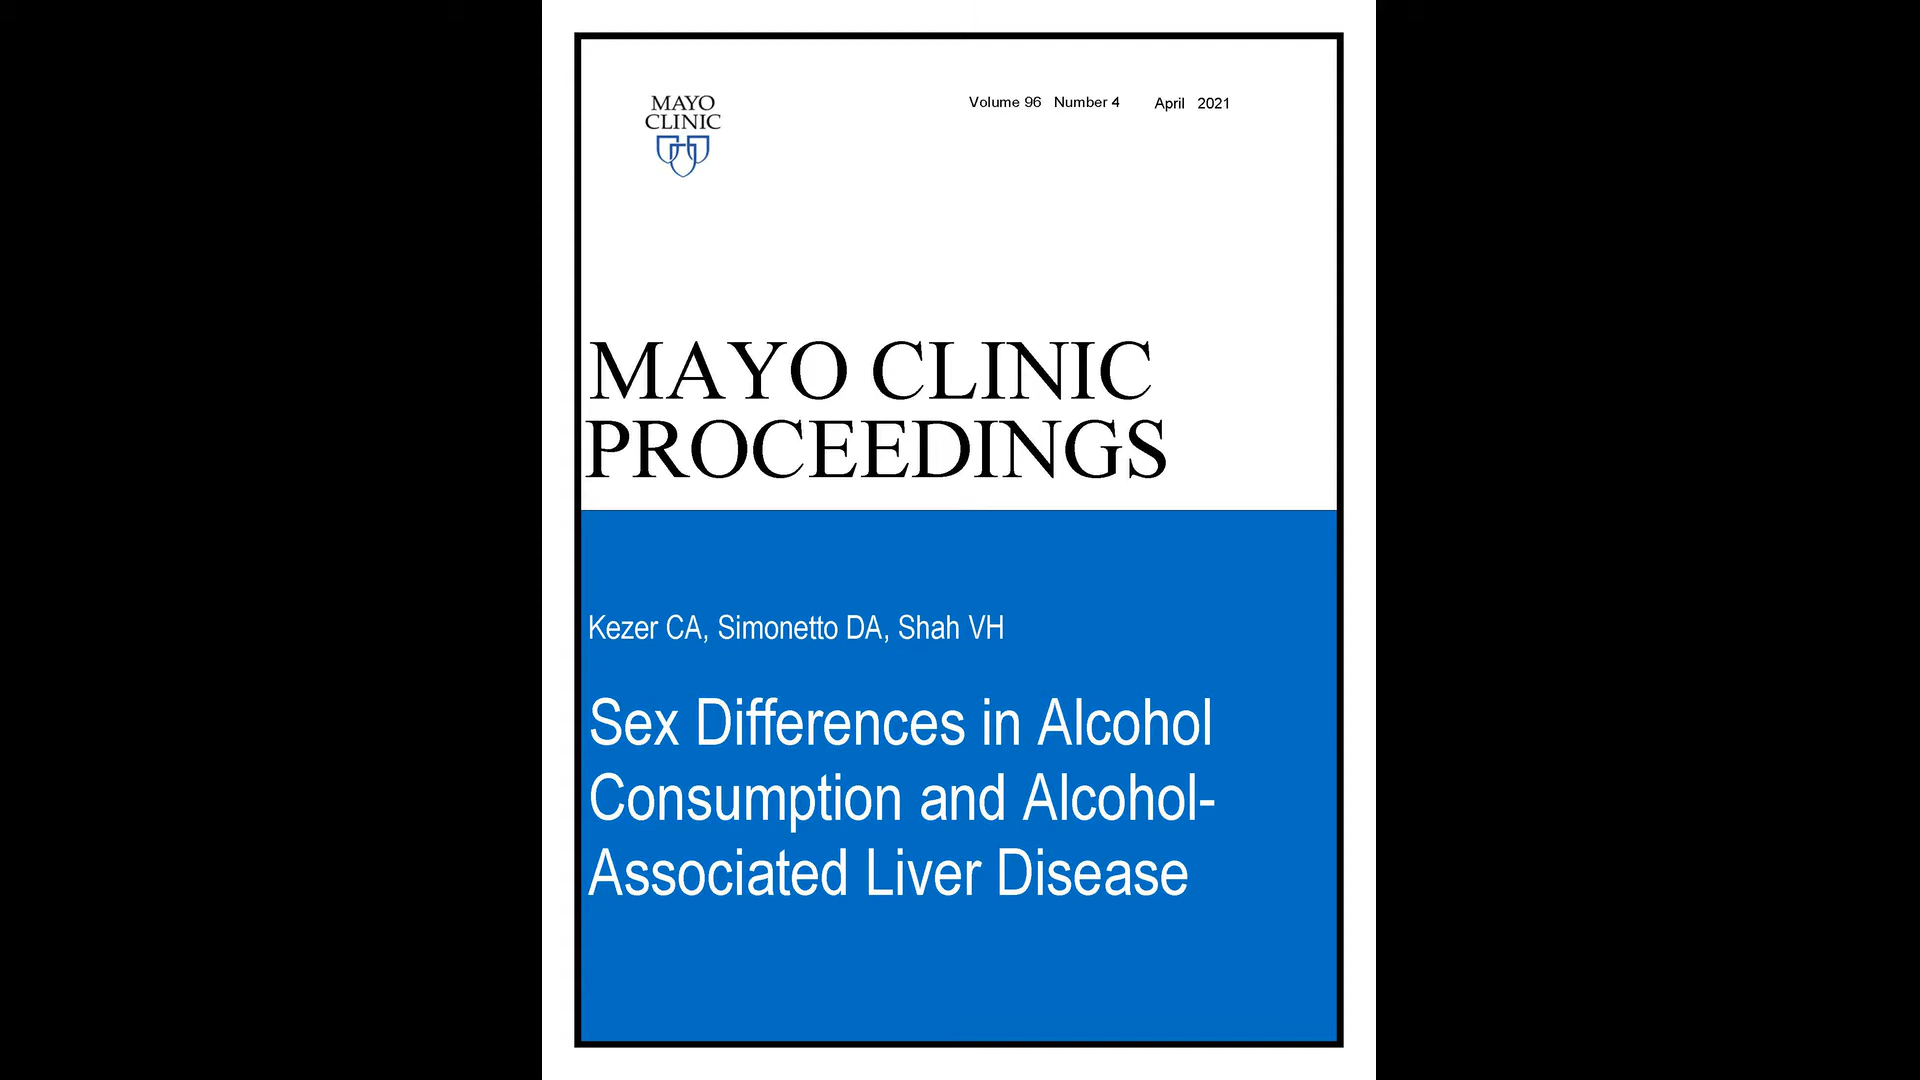 MAYO
CLINIC
Volume 96 Number 4 April 2021
MAYO CLINIC
PROCEEDINGS
Kezer CA, Simonetto DA, Shah VH
Sex Differences in Alcohol
Consumption and Alcohol-
Associated Liver Disease